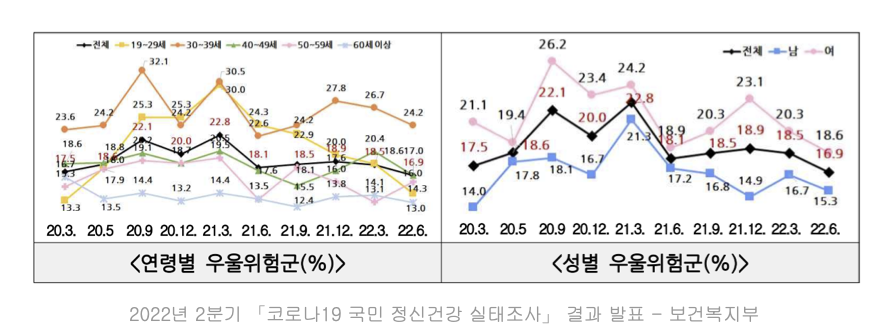 전체 19~29세 30~39세 40~49세 50~59세 60세 이상
32.1
30.5
30.0
27.8
26.7
25.3 25.3 24.3
23.6 24.2 24.2 24.2 24.2
22.1 22.8 22.6 22.9
18.6 18.8 20.0 20.0 20.4
17.5 19.1 19.5 18.1 18.5 18.9 18.5 18.6 17.0
16.7 16.0 18.7 17.6 18.1 17.6 16.9
17.9 16.0 16.0
15.5
14.4 13.2 14.4 13.5 13.8 14.1 14.3
13.3 13.5 12.4 13.1 13.0
20.3. 20.5 20.9 20.12. 21.3. 21.6. 21.9. 21.12. 22.3. 22.6.
<연령별 우울위험군(%)>
전체 남 여
26.2
23.4 24.2
21.1 22.1 22.8 23.1
19.4 20.0 20.3 20.3
17.5 18.6 21.3 18.9 18.5 18.9 18.5 18.6
18.1 16.9
14.0 17.8 18.1 16.7 17.2 16.8 14.9 16.7 15.3
20.3. 20.5 20.9 20.12. 21.3. 21.6. 21.9. 21.12. 22.3. 22.6.
<성별 우울위험군(%)>
2022년 2분기 「코로나19 국민 정신건강 실태조사」 결과 발표 - 보건복지부